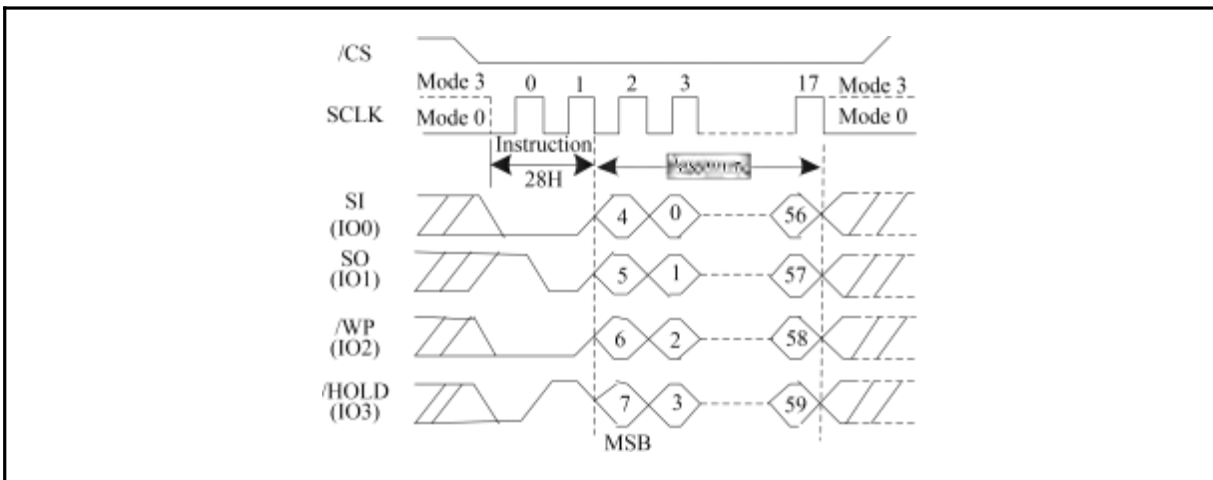 /CS
Mode 3 0 1 2 3 17 Mode 3
SCLK Mode 0 Mode 0
Instruction
28H
SI
(IO0) 4 0 56
SO
(IO1) 5 1 57
/WP
(IO2) 6 2 58
/HOLD
(IO3) 7 3 59
MSB